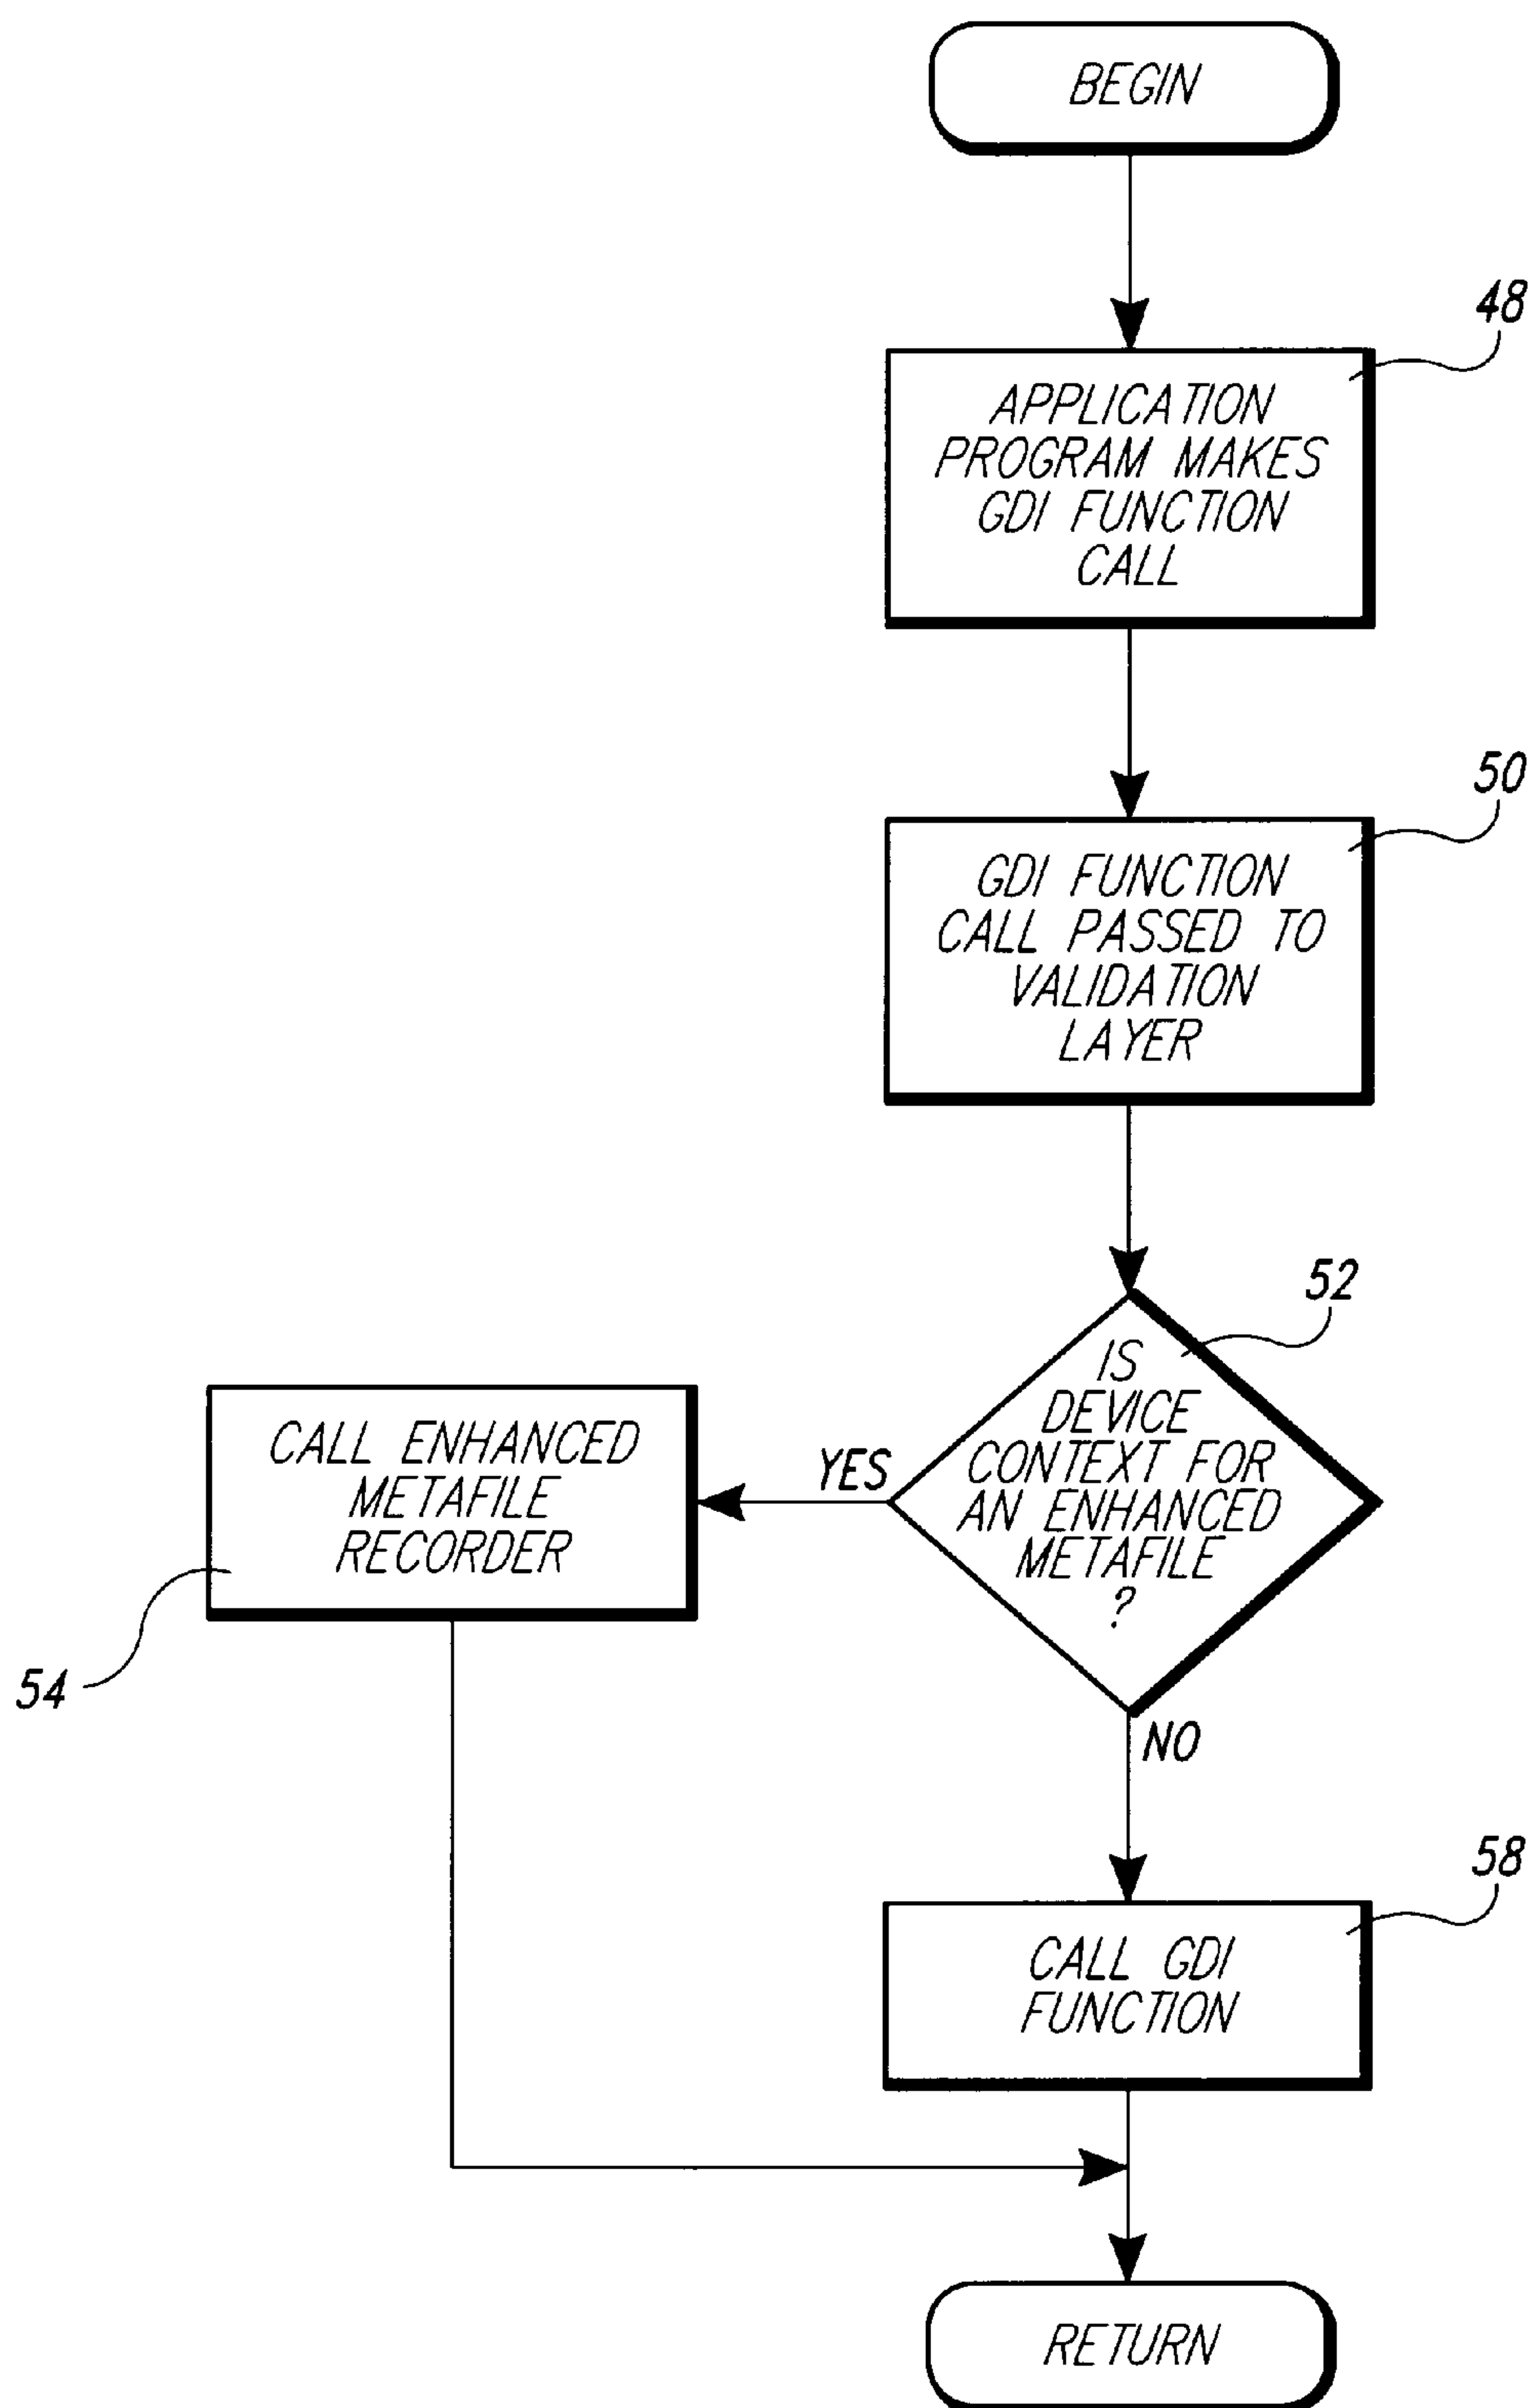 BEGIN
48
APPLICATION
PROGRAM MAKES
GDI FUNCTION
CALL
50
GDI FUNCTION
CALL PASSED TO
VALIDATION
LAYER
52
IS
DEVICE
CONTEXT FOR
AN ENHANCED
METAFILE
?
YES
CALL ENHANCED
METAFILE
RECORDER
54
NO
58
CALL GDI
FUNCTION
RETURN